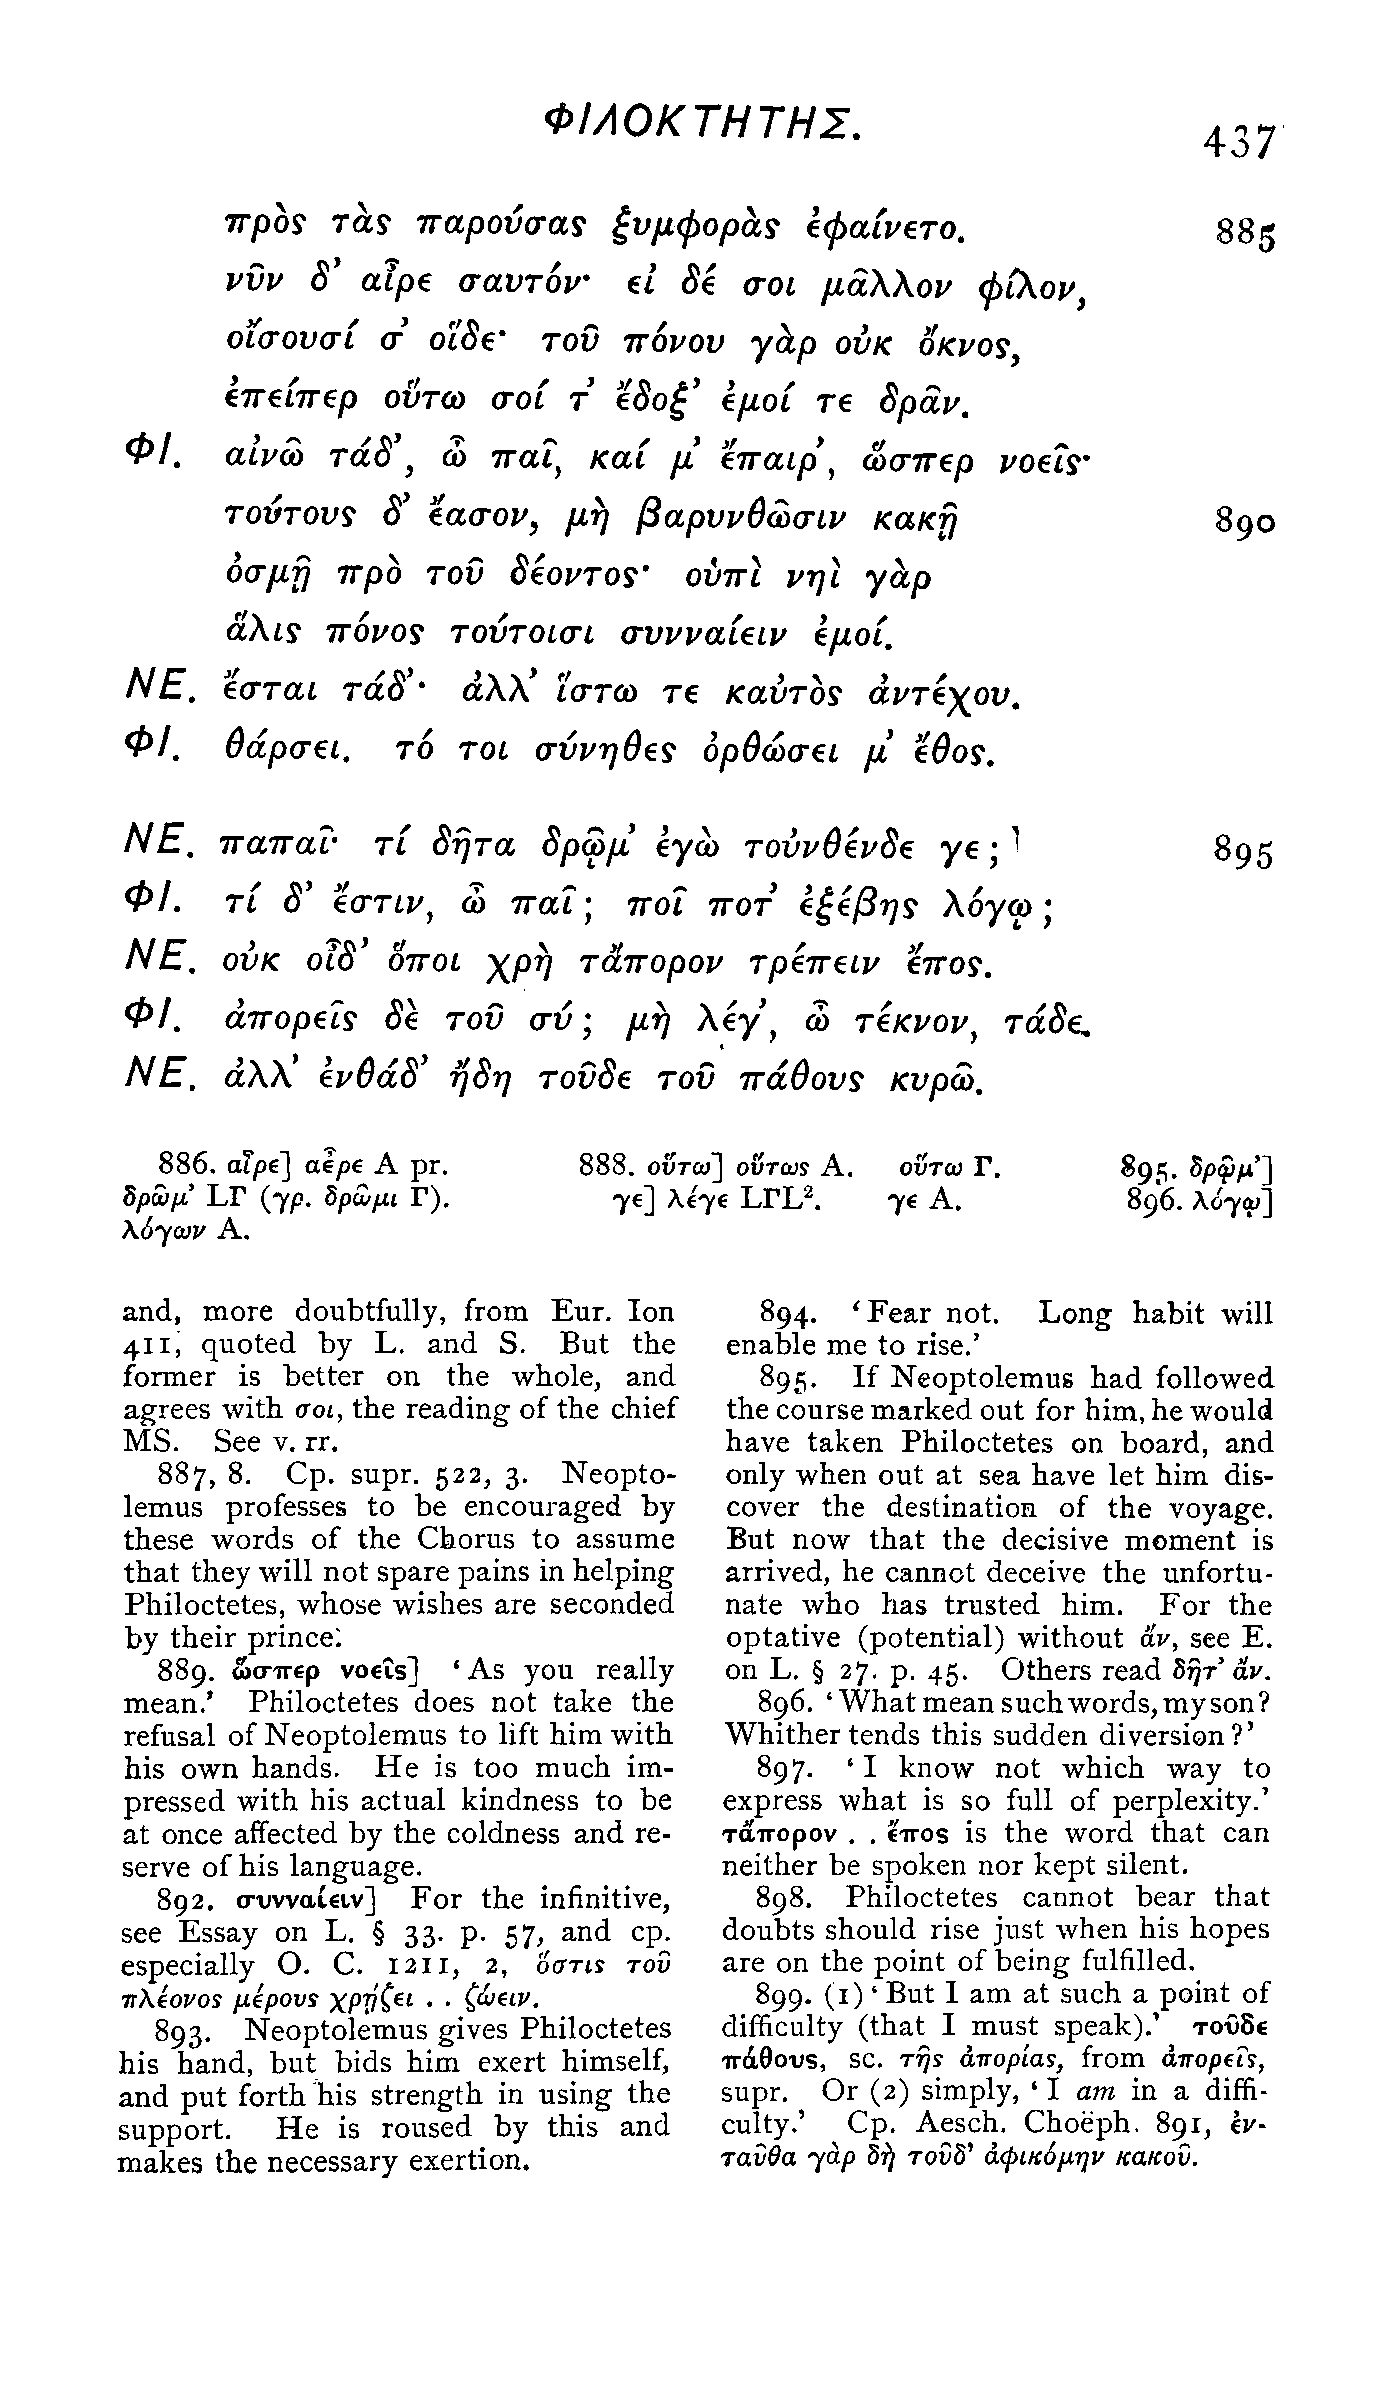 ΦΙΛΟΚΤΗΤΗΣ.
437
πρὸς τὰς παρούσας ξυμφορὰς ἐφαίνετο. 885
νῦν δ’ αἶρε σαυτόν· εἰ δέ σοι μᾶλλον φίλον,
οἴσουσί σ’ οἵδε· τοῦ πόνου γὰρ οὐκ ὄκνος,
ἐπείπερ οὕτω σοί τ’ ἔδοξ’ ἐμοί τε δρᾶν.
ΦΙ. αἰνῶ τάδ’, ὦ παῖ, καί μ’ ἔπαιρ’, ὥσπερ νοεῖς·
τούτους δ’ ἔασον, μὴ βαρυνθῶσιν κακῇ 890
ὀσμῇ πρὸ τοῦ δέοντος· οὑπὶ νηῒ γὰρ
ἅλις πόνος τούτοισι συνναίειν ἐμοί.
ΝΕ. ἔσται τάδ’· ἀλλ’ ἵστω τε καὐτὸς ἀντέχου.
ΦΙ. θάρσει. τό τοι σύνηθες ὀρθώσει μ’ ἔθος.
ΝΕ. παπαῖ· τί δῆτα δρῷμ’ ἐγὼ τοὐνθένδε γε; 895
ΦΙ. τί δ’ ἔστιν, ὦ παῖ; ποῖ ποτ’ ἐξέβης λόγῳ;
ΝΕ. οὐκ οἶδ’ ὅποι χρὴ τἄπορον τρέπειν ἔπος.
ΦΙ. ἀπορεῖς δὲ τοῦ σύ; μὴ λέγ’, ὦ τέκνον, τάδε.
ΝΕ. ἀλλ’ ἐνθάδ’ ἤδη τοῦδε τοῦ πάθους κυρῶ.
886. αἶρε] αἶρε A pr. 888. οὕτω] οὕτως A. οὕτω Γ. 895. δρῷμ’]
δρῶμ’ LΓ (γρ. δρῶμι Γ). γε] λέγε LΓL². γε A. 896. λόγῳ]
λόγων A.
and, more doubtfully, from Eur. Ion
411, quoted by L. and S. But the
former is better on the whole, and
agrees with σοι, the reading of the chief
MS. See v. rr.
887, 8. Cp. supr. 522, 3. Neopto-
lemus professes to be encouraged by
these words of the Chorus to assume
that they will not spare pains in helping
Philoctetes, whose wishes are seconded
by their prince.
889. ὥσπερ νοεῖς] ‘As you really
mean.’ Philoctetes does not take the
refusal of Neoptolemus to lift him with
his own hands. He is too much im-
pressed with his actual kindness to be
at once affected by the coldness and re-
serve of his language.
892. συνναίειν] For the infinitive,
see Essay on L. § 33. p. 57, and cp.
especially O. C. 1211, 2, ὅστις τοῦ
πλέονος μέρους χρῄζει . . ζώειν.
893. Neoptolemus gives Philoctetes
his hand, but bids him exert himself,
and put forth his strength in using the
support. He is roused by this and
makes the necessary exertion.
894. ‘Fear not. Long habit will
enable me to rise.’
895. If Neoptolemus had followed
the course marked out for him, he would
have taken Philoctetes on board, and
only when out at sea have let him dis-
cover the destination of the voyage.
But now that the decisive moment is
arrived, he cannot deceive the unfortu-
nate who has trusted him. For the
optative (potential) without ἄν, see E.
on L. § 27. p. 45. Others read δῆτ’ ἄν.
896. ‘What mean such words, my son?
Whither tends this sudden diversion?’
897. ‘I know not which way to
express what is so full of perplexity.’
τἄπορον . . ἔπος is the word that can
neither be spoken nor kept silent.
898. Philoctetes cannot bear that
doubts should rise just when his hopes
are on the point of being fulfilled.
899. (1) ‘But I am at such a point of
difficulty (that I must speak).’ τοῦδε
πάθους, sc. τῆς ἀπορίας, from ἀπορεῖς,
supr. Or (2) simply, ‘I am in a diffi-
culty.’ Cp. Aesch. Choëph. 891, ἐν-
ταῦθα γὰρ δὴ τοῦδ’ ἀφικόμην κακοῦ.